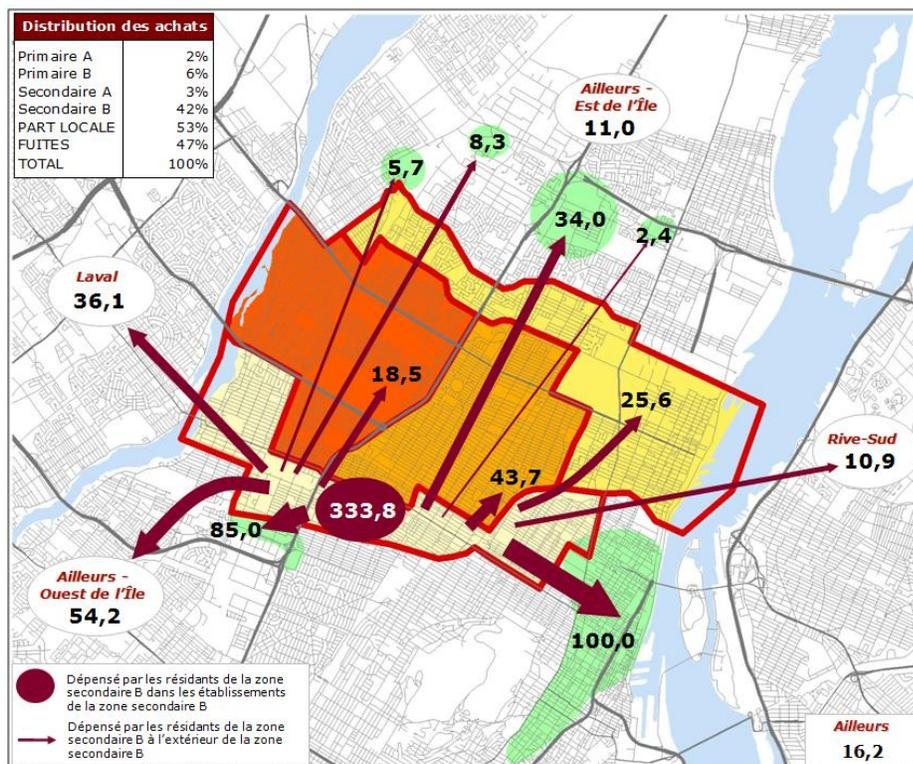 Distribution des achats
Primaire A 2%
Primaire B 6%
Secondaire A 3%
Secondaire B 42%
PART LOCALE 53%
FUITES 47%
TOTAL 100%
Ailleurs -
Est de l'Île
11,0
8,3
5,7
34,0
2,4
Laval
36,1
18,5
25,6
Rive-Sud
10,9
43,7
333,8
85,0
Ailleurs -
Ouest de l'Île
54,2
100,0
Dépensé par les résidants de la zone
secondaire B dans les établissements
de la zone secondaire B
Dépensé par les résidants de la zone
secondaire B à l'extérieur de la zone
secondaire B
Ailleurs
16,2